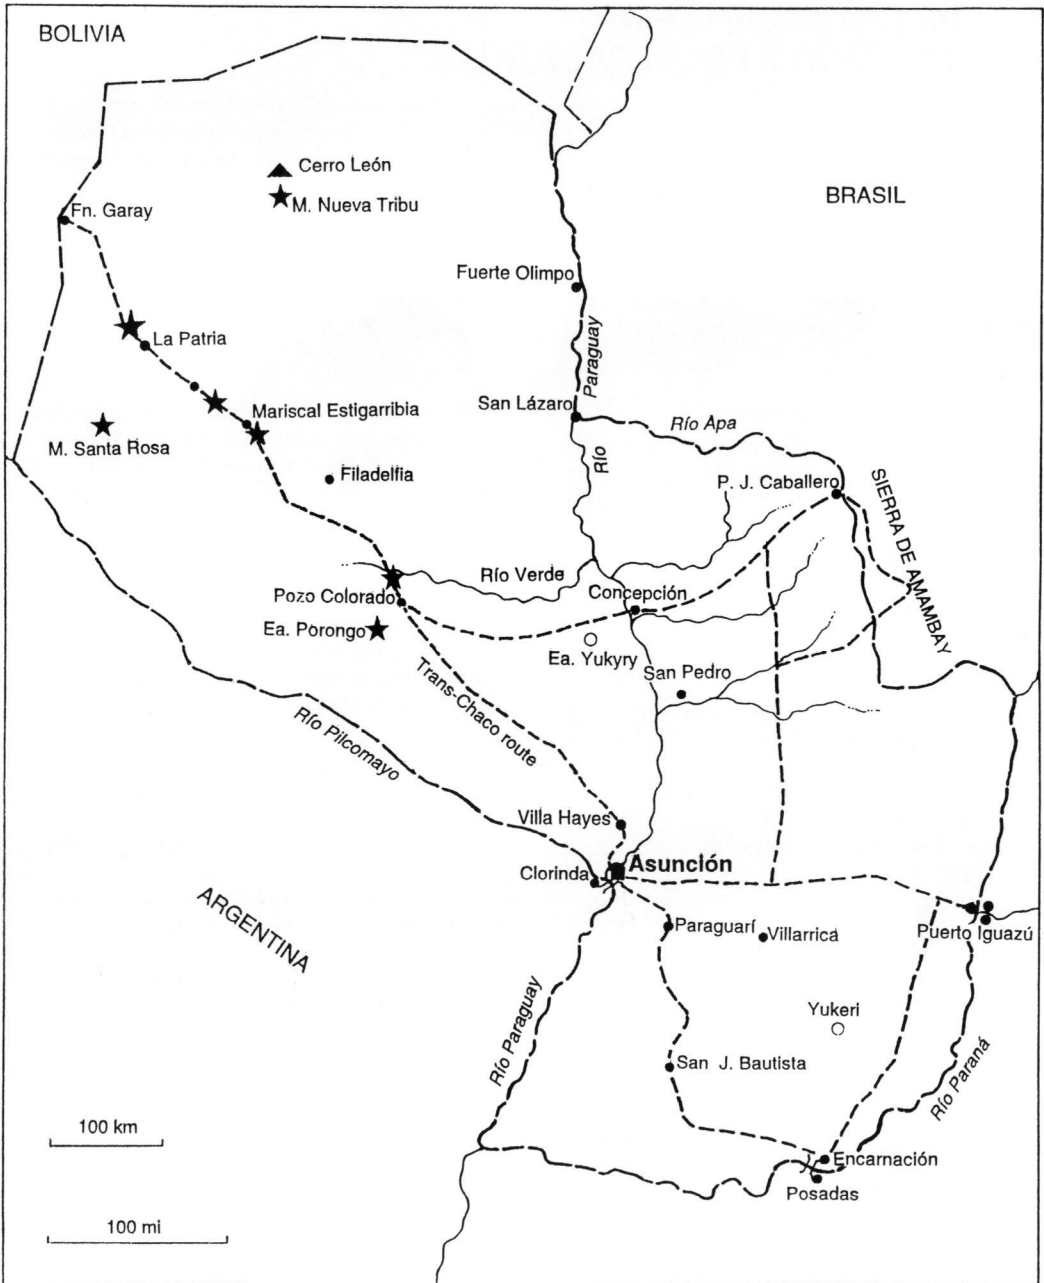 BOLIVIA
Cerro León
M. Nueva Tribu
BRASIL
Fn. Garay
Fuerte Olimpo
La Patria
Río Paraguay
San Lázaro
Mariscal Estigarribia
Río Apa
M. Santa Rosa
Filadelfia
P. J. Caballero
SIERRA DE AMAMBAY
Río Verde
Pozo Colorado
Concepción
Ea. Porongo
Ea. Yukyry
San Pedro
Trans-Chaco route
Río Pilcomayo
Villa Hayes
Asunción
Clorinda
ARGENTINA
Paraguarí
Villarrica
Puerto Iguazú
Yukeri
Río Paraguay
San J. Bautista
Río Paraná
100 km
Encarnación
Posadas
100 mi